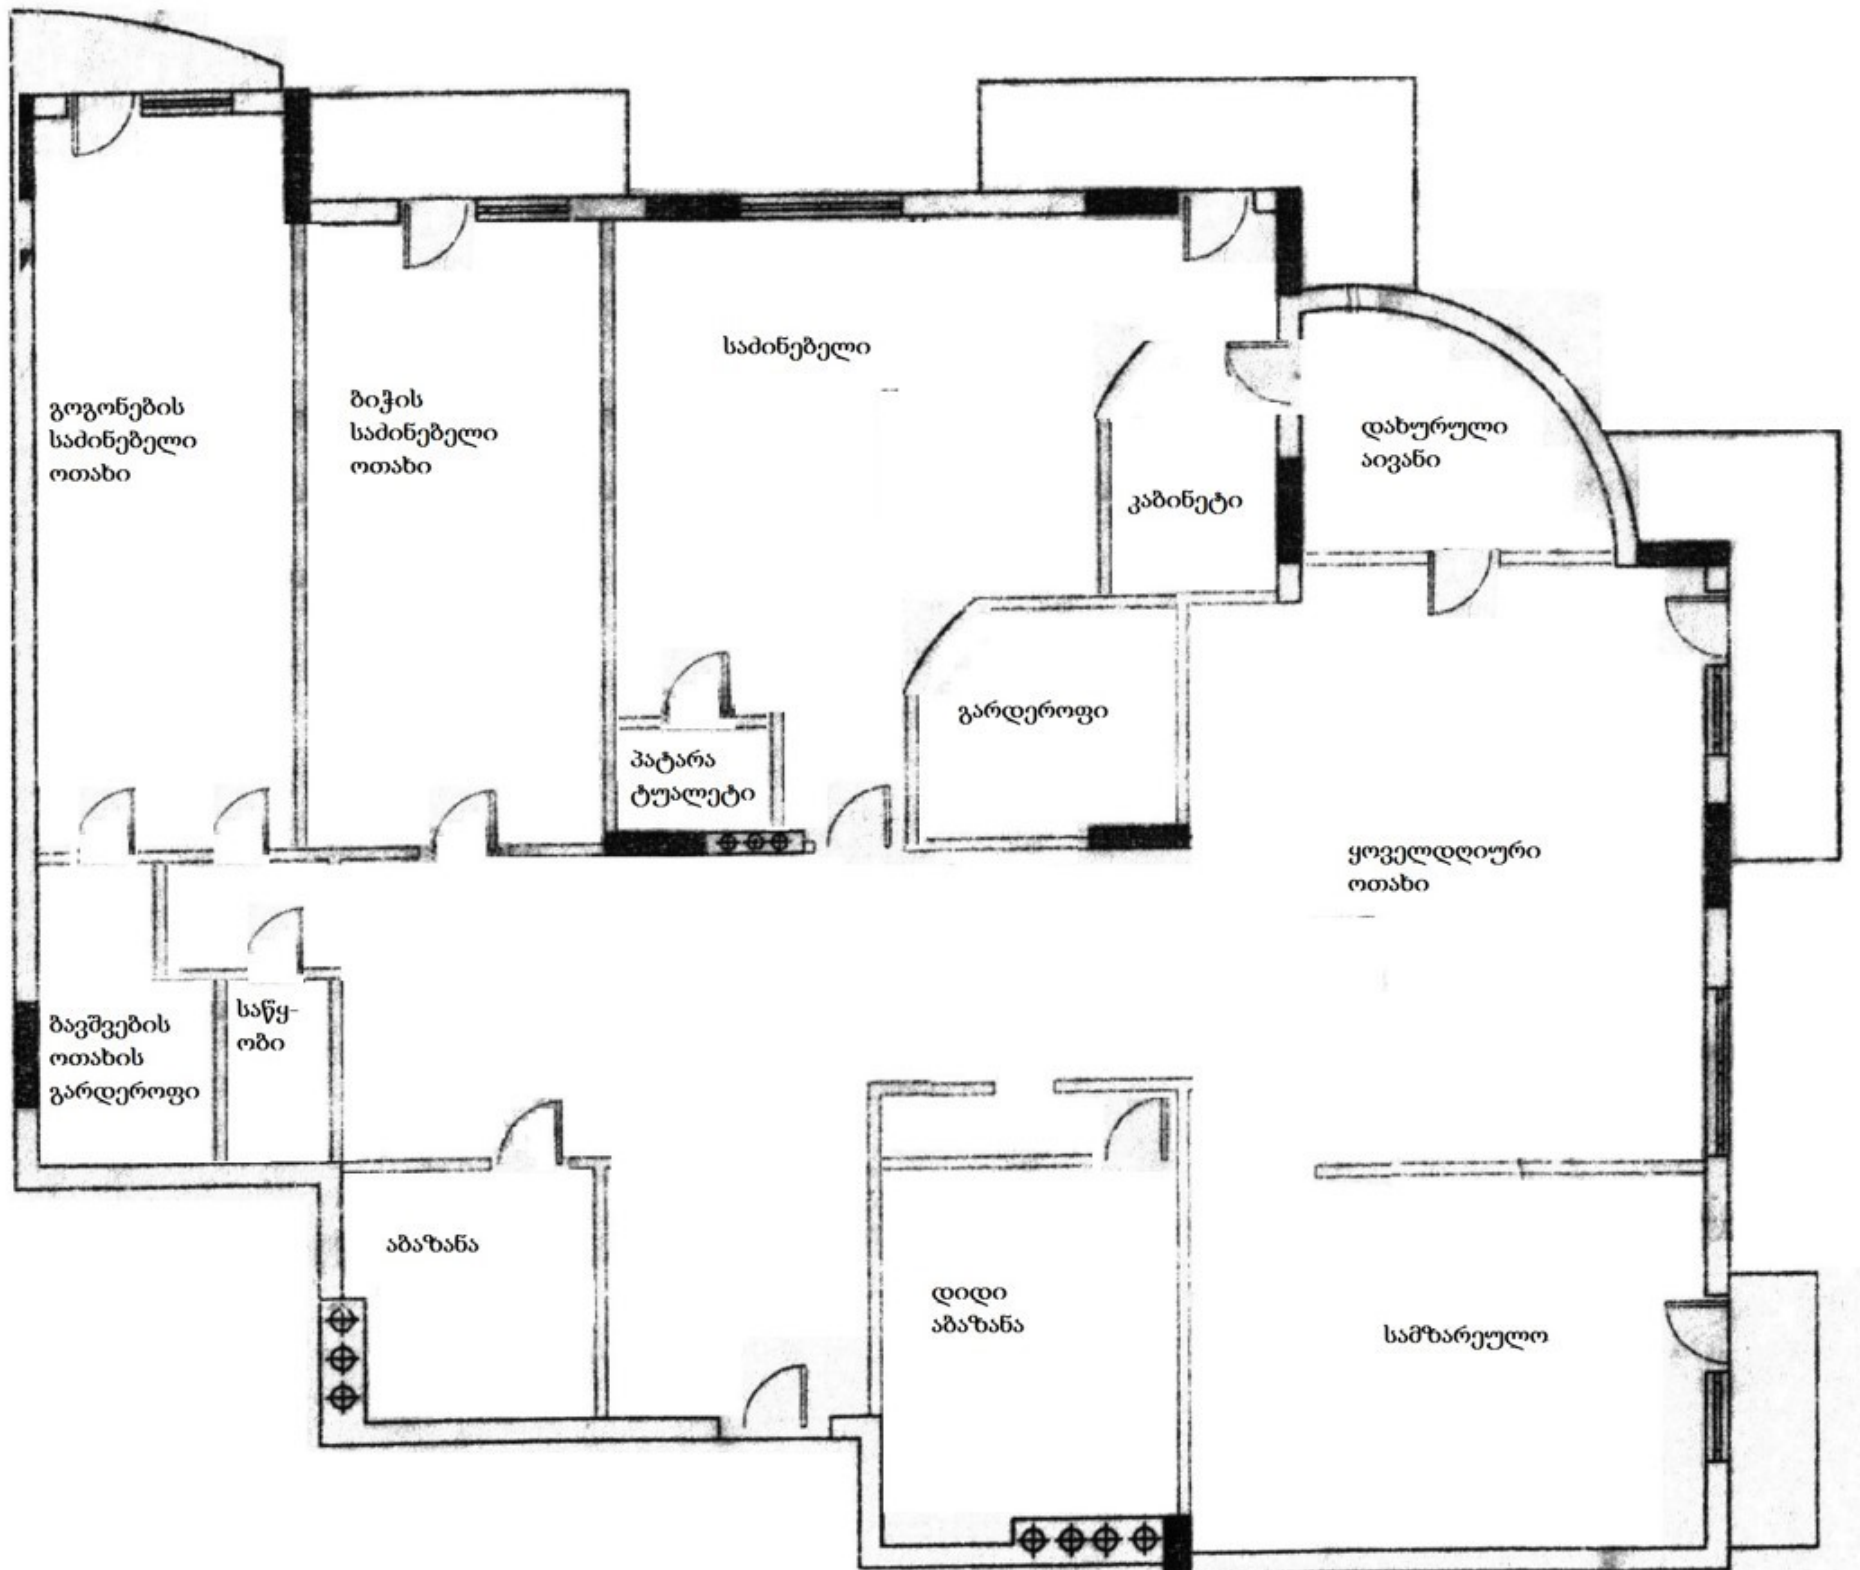 გოგონების
საძინებელი
ოთახი
ბიჭის
საძინებელი
ოთახი
საძინებელი
კაბინეტი
დახურული
აივანი
გარდეროფი
პატარა
ტუალეტი
ყოველდღიური
ოთახი
ბავშვების
ოთახის
გარდეროფი
საწყ-
ობი
აბაზანა
დიდი
აბაზანა
სამზარეულო